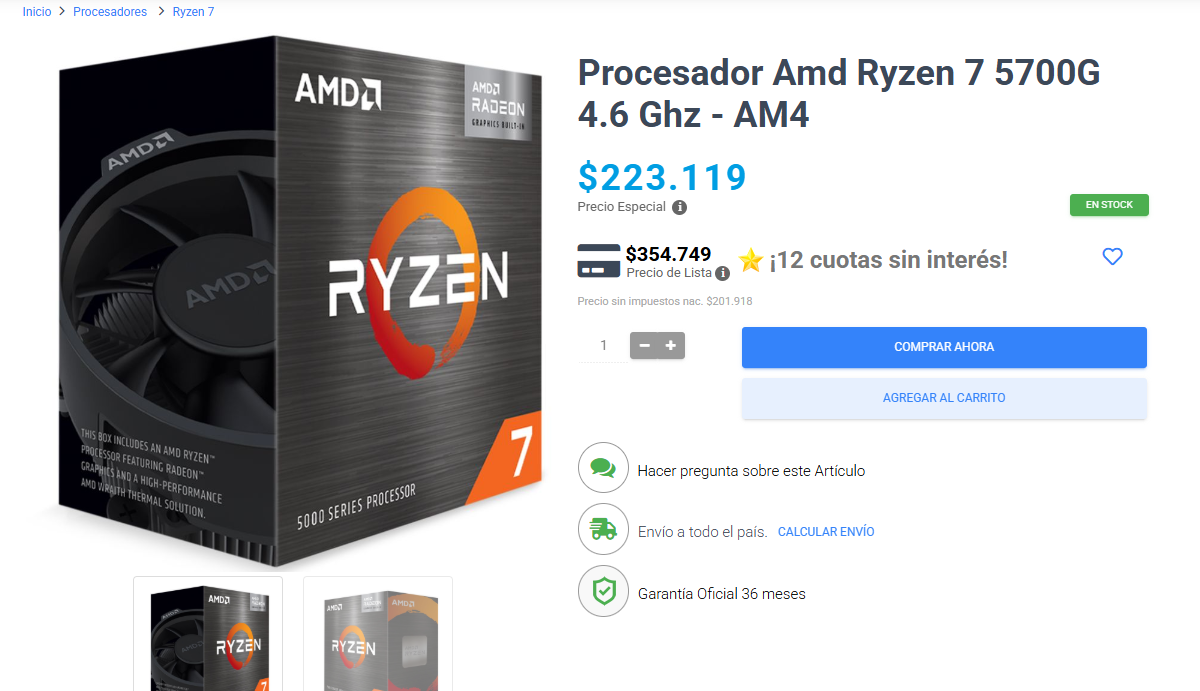 Inicio > Procesadores > Ryzen 7
AMD
AMD
RADEON
GRAPHICS BUILT-IN
AMD
AMD
RYZEN
7
THIS BOX INCLUDES AN AMD RYZEN™
PROCESSOR FEATURING RADEON™
GRAPHICS AND A HIGH-PERFORMANCE
AMD WRAITH THERMAL SOLUTION.
5000 SERIES PROCESSOR
Procesador Amd Ryzen 7 5700G
4.6 Ghz - AM4
$223.119
Precio Especial
EN STOCK
$354.749
Precio de Lista
¡12 cuotas sin interés!
Precio sin impuestos nac. $201.918
1
COMPRAR AHORA
AGREGAR AL CARRITO
Hacer pregunta sobre este Artículo
Envío a todo el país. CALCULAR ENVÍO
Garantía Oficial 36 meses
AMD
RYZEN
7
AMD
AMD
RYZEN